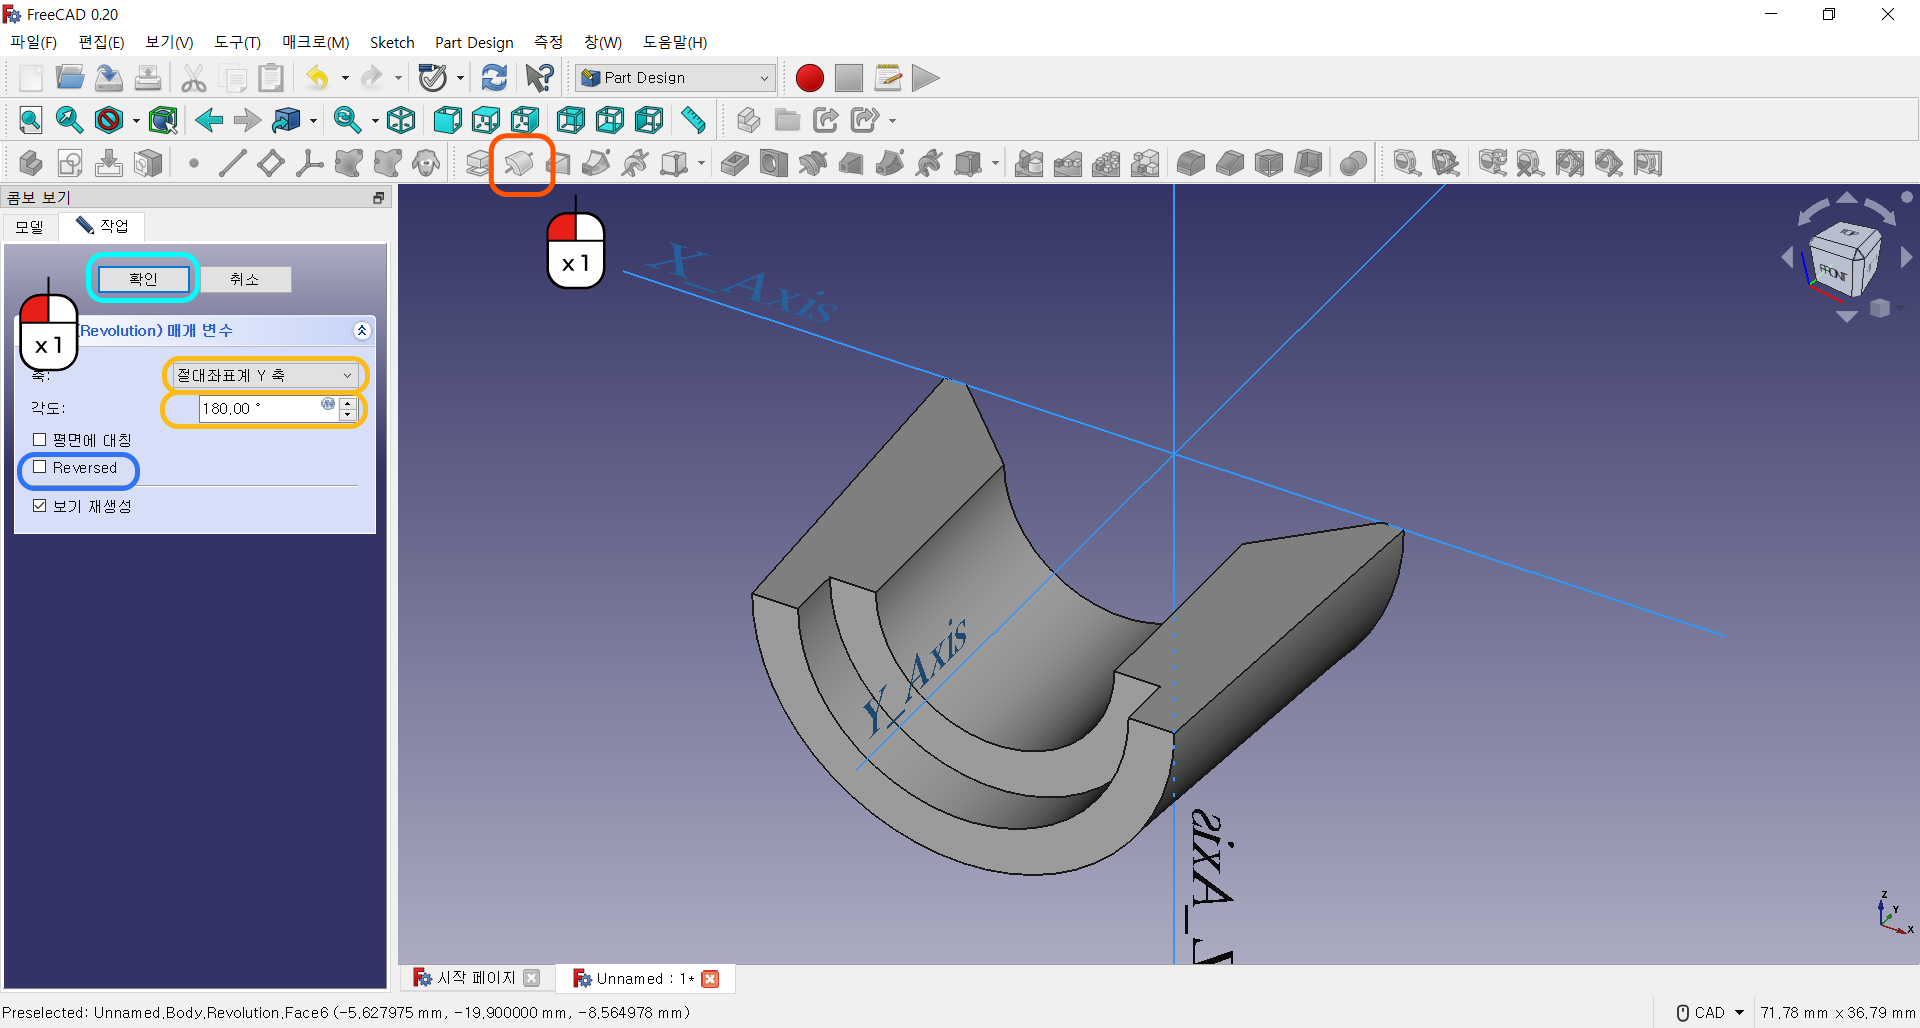 FreeCAD 0.20
파일(F) 편집(E) 보기(V) 도구(T) 매크로(M) Sketch Part Design 측정 창(W) 도움말(H)
Part Design
콤보 보기
모델 작업
확인 취소
x 1
x 1
(Revolution) 매개 변수
축:
절대좌표계 Y 축
각도:
180.00 °
평면에 대칭
Reversed
보기 재생성
X_Axis
Y_Axis
Axis
TOP
FRONT
Z
Y
X
시작 페이지
Unnamed : 1*
Preselected: Unnamed.Body.Revolution.Face6 (-5.627975 mm, -19.900000 mm, -8.564978 mm)
CAD
71.78 mm x 36.79 mm